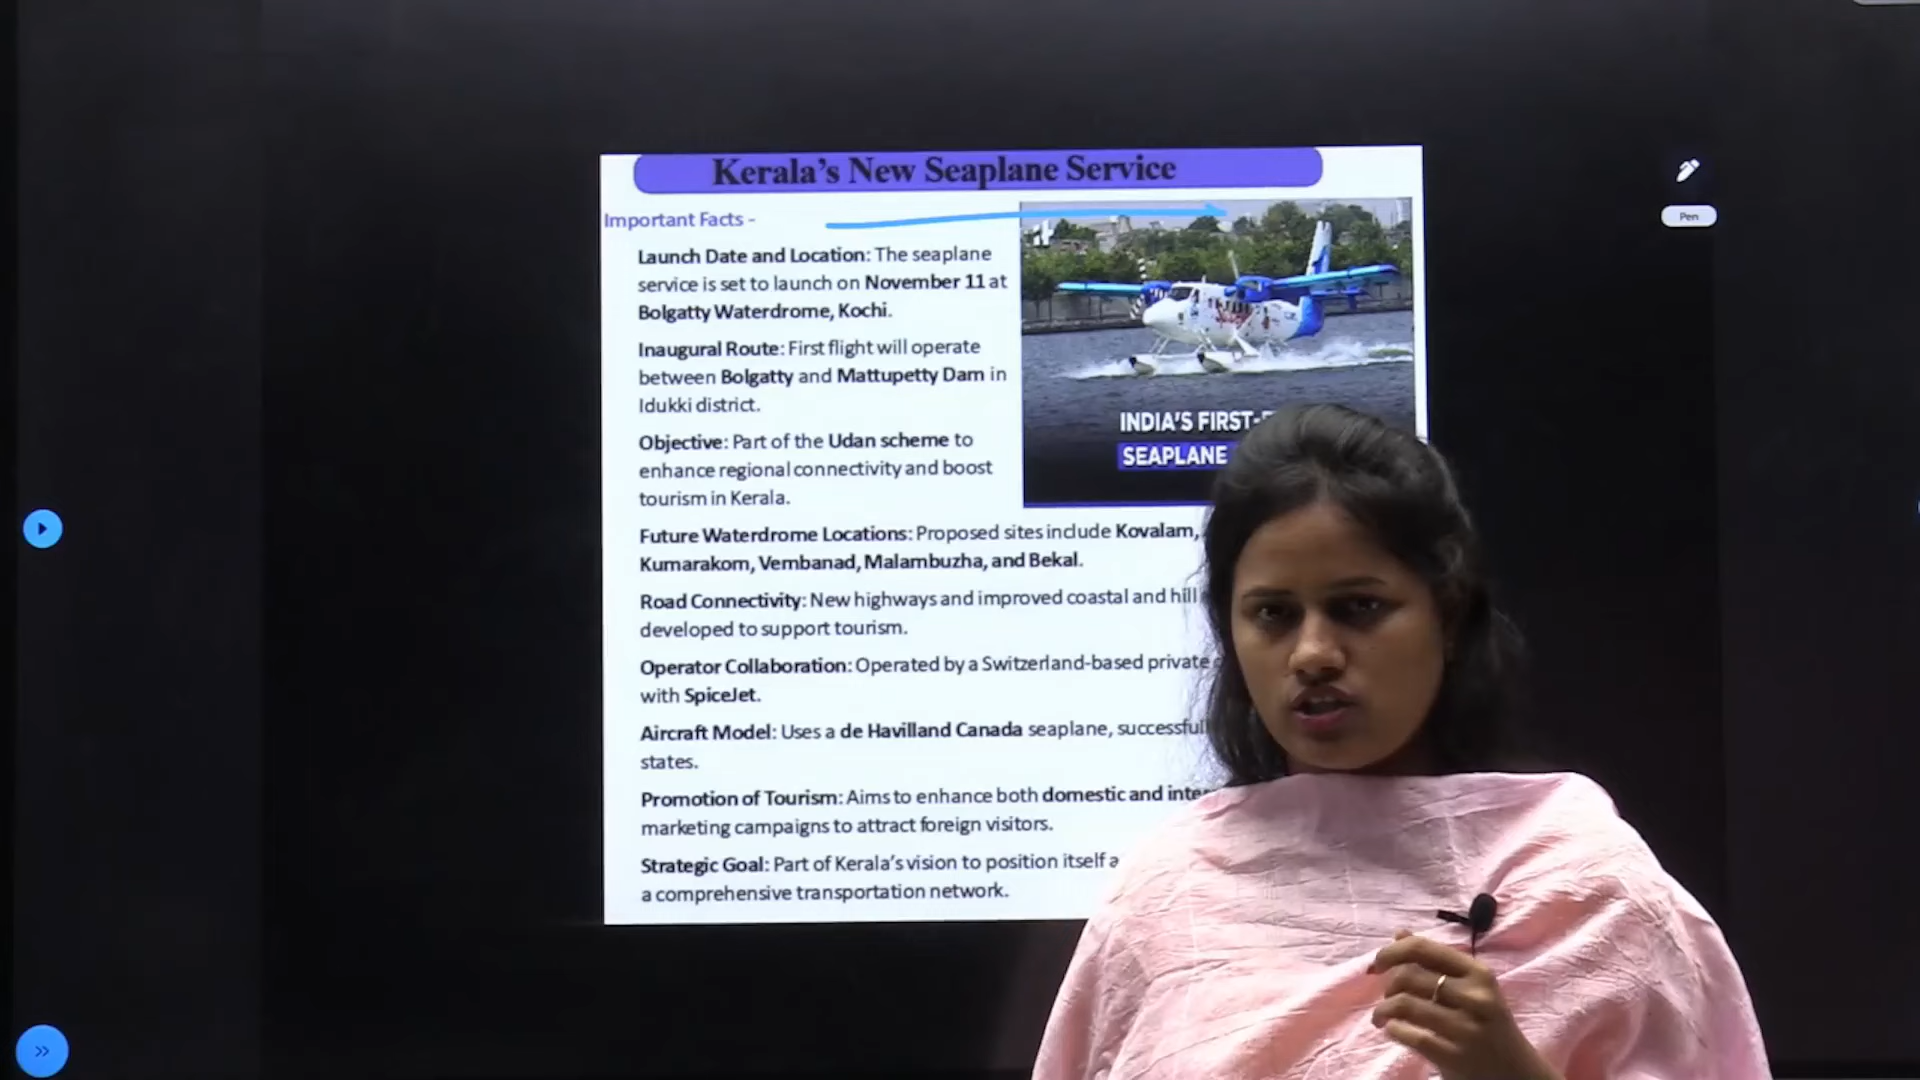 Kerala's New Seaplane Service
Important Facts -
Launch Date and Location: The seaplane
service is set to launch on November 11 at
Bolgatty Waterdrome, Kochi.
Inaugural Route: First flight will operate
between Bolgatty and Mattupetty Dam in
Idukki district.
Objective: Part of the Udan scheme to
enhance regional connectivity and boost
tourism in Kerala.
INDIA'S FIRST-
SEAPLANE
Future Waterdrome Locations: Proposed sites include Kovalam,
Kumarakom, Vembanad, Malambuzha, and Bekal.
Road Connectivity: New highways and improved coastal and hill
developed to support tourism.
Operator Collaboration: Operated by a Switzerland-based private
with SpiceJet.
Aircraft Model: Uses a de Havilland Canada seaplane,
states.
Promotion of Tourism: Aims to enhance both domestic and
marketing campaigns to attract foreign visitors.
Strategic Goal: Part of Kerala's vision to position itself
a comprehensive transportation network.
Pen